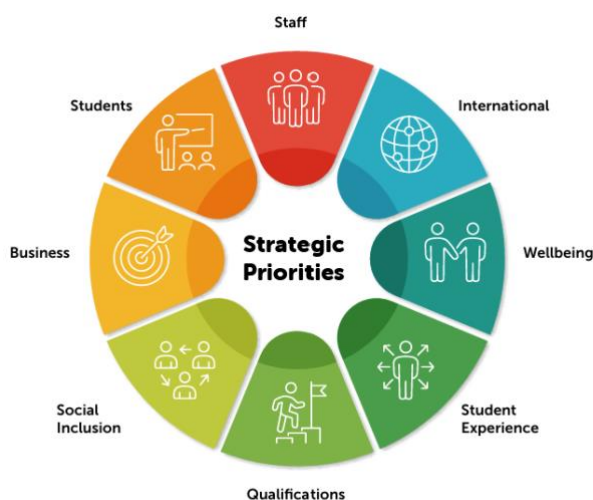 Staff
Students
International
Business
Strategic
Priorities
Wellbeing
Social
Inclusion
Student
Experience
Qualifications